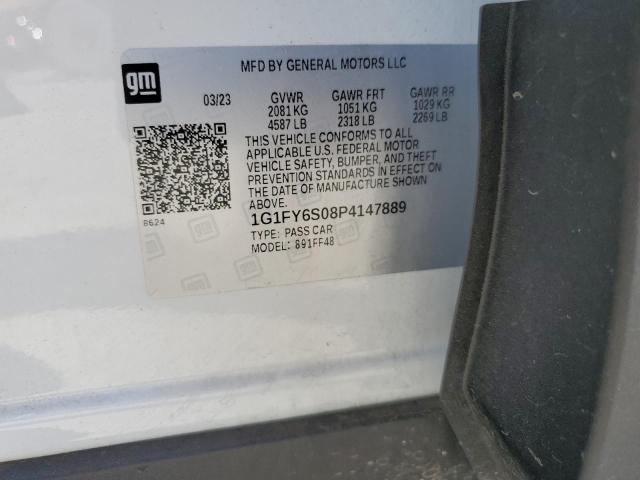 gm
MFD BY GENERAL MOTORS LLC
03/23 GVWR GAWR FRT GAWR RR
2081 KG 1051 KG 1029 KG
4587 LB 2318 LB 2269 LB
THIS VEHICLE CONFORMS TO ALL
APPLICABLE U.S. FEDERAL MOTOR
VEHICLE SAFETY, BUMPER, AND THEFT
PREVENTION STANDARDS IN EFFECT ON
THE DATE OF MANUFACTURE SHOWN
ABOVE.
8624
1G1FY6S08P4147889
TYPE: PASS CAR
MODEL: 891FF48